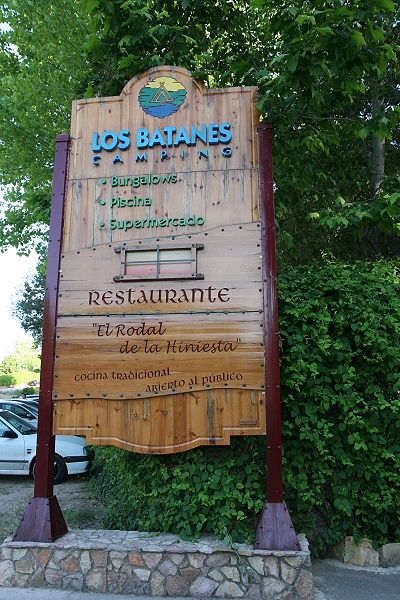 LOS BATANES
CAMPING
• Bungalows
• Piscina
• Supermercado
RESTAURANTE
"El Rodal
de la Hiniesta"
cocina tradicional
abierto al público